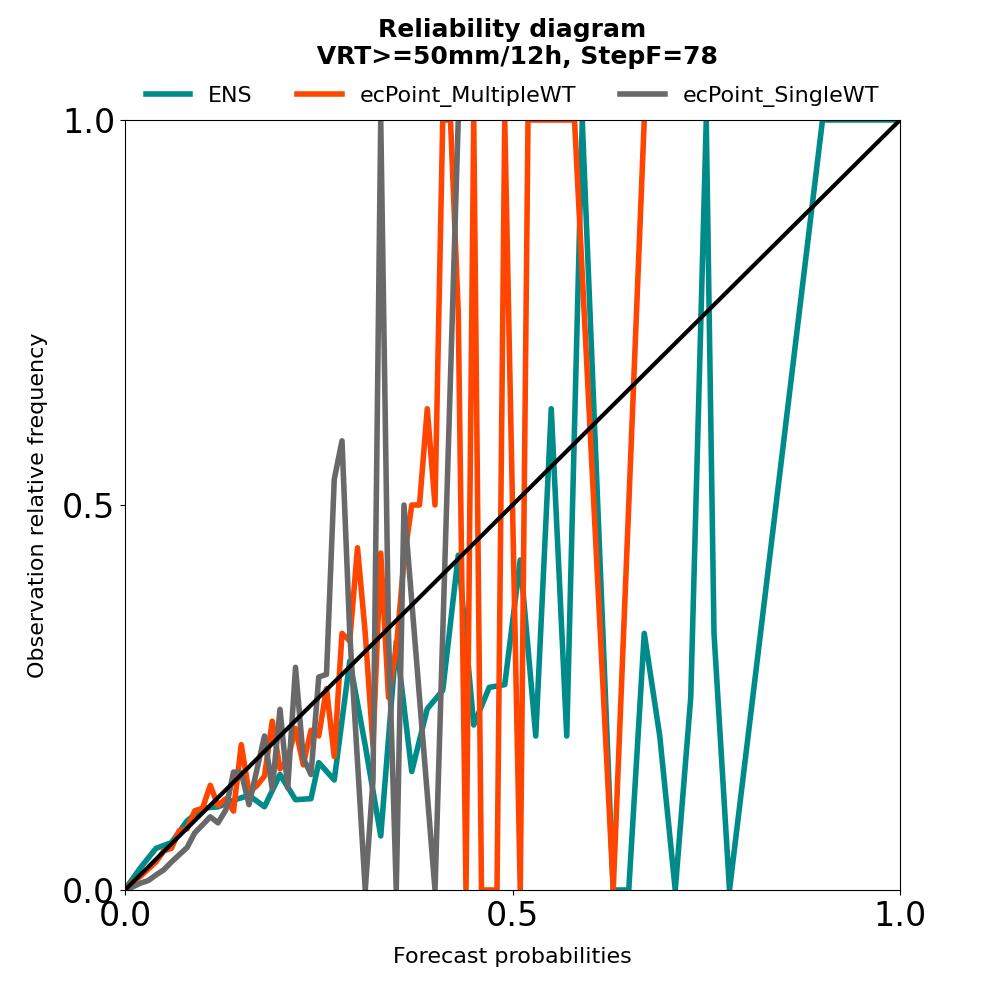 Reliability diagram
VRT>=50mm/12h, StepF=78
ENS ecPoint_MultipleWT ecPoint_SingleWT
1.0
0.5
0.0
Observation relative frequency
0.0 0.5 1.0
Forecast probabilities